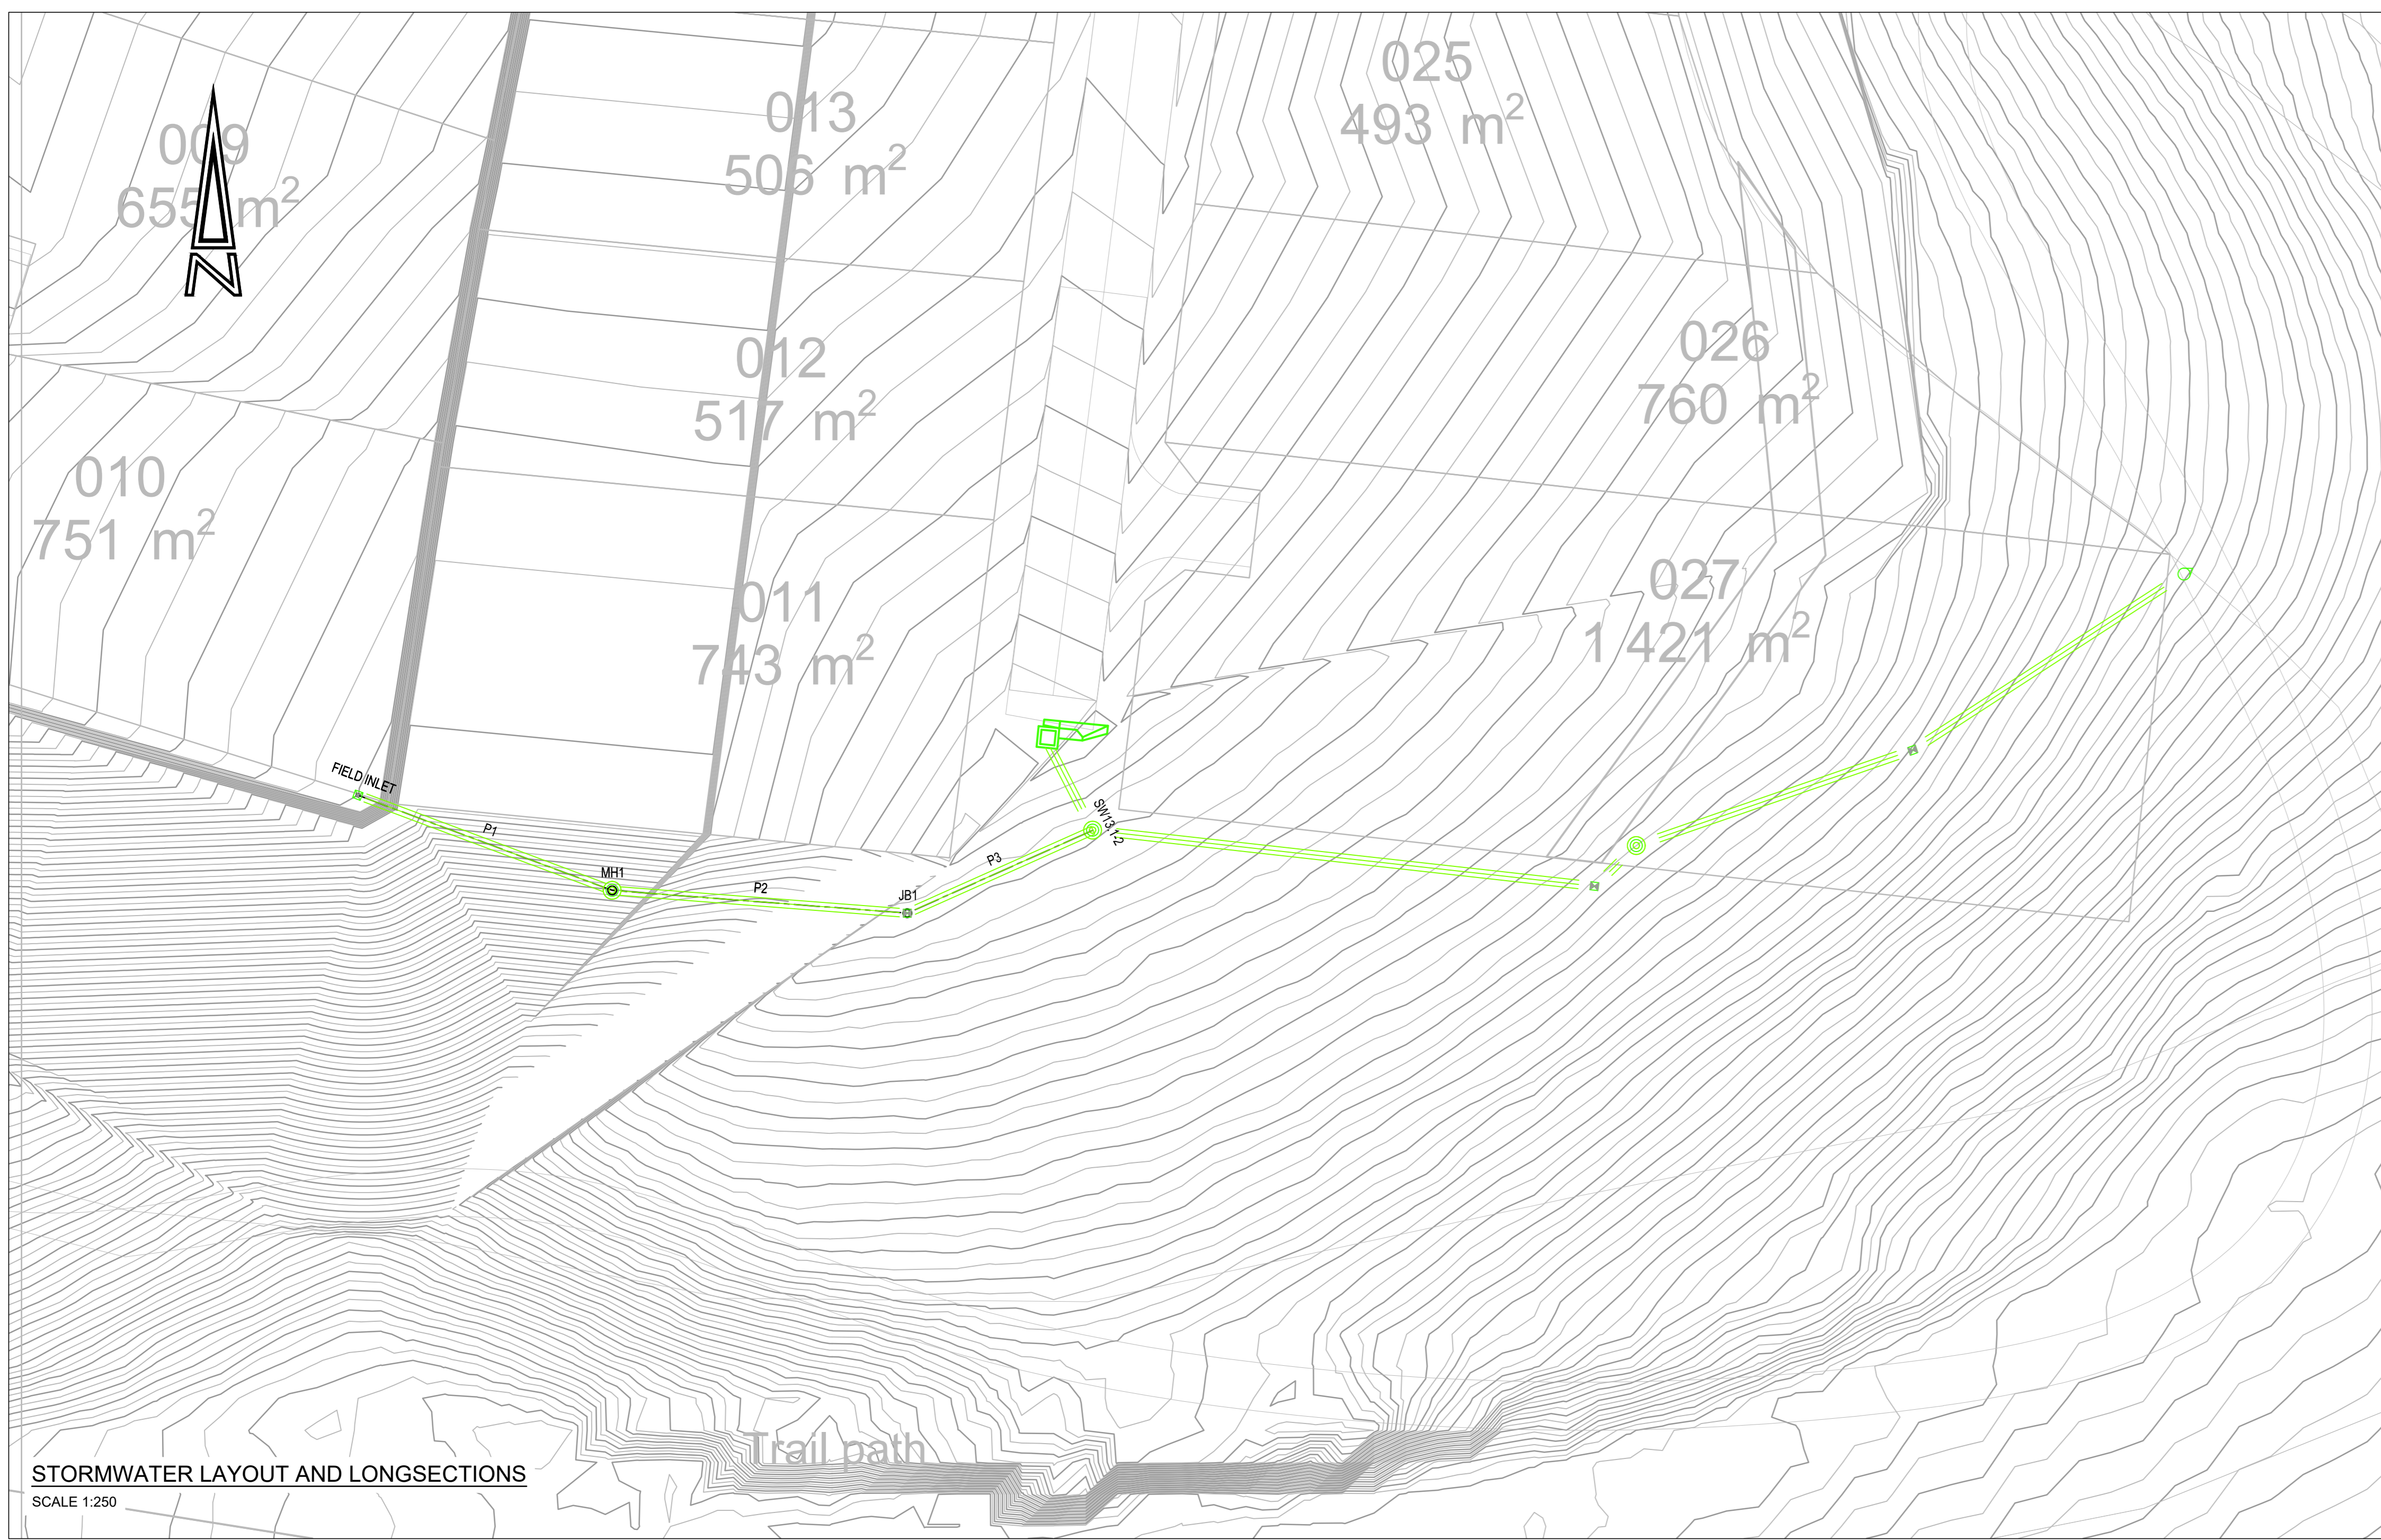 025
493 m²
013
506 m²
009
655 m²
N
026
760 m²
012
517 m²
010
751 m²
027
1 421 m²
011
743 m²
FIELD INLET
P1
SW13.1-2
P3
MH1
P2
JB1
Trail path
STORMWATER LAYOUT AND LONGSECTIONS
SCALE 1:250